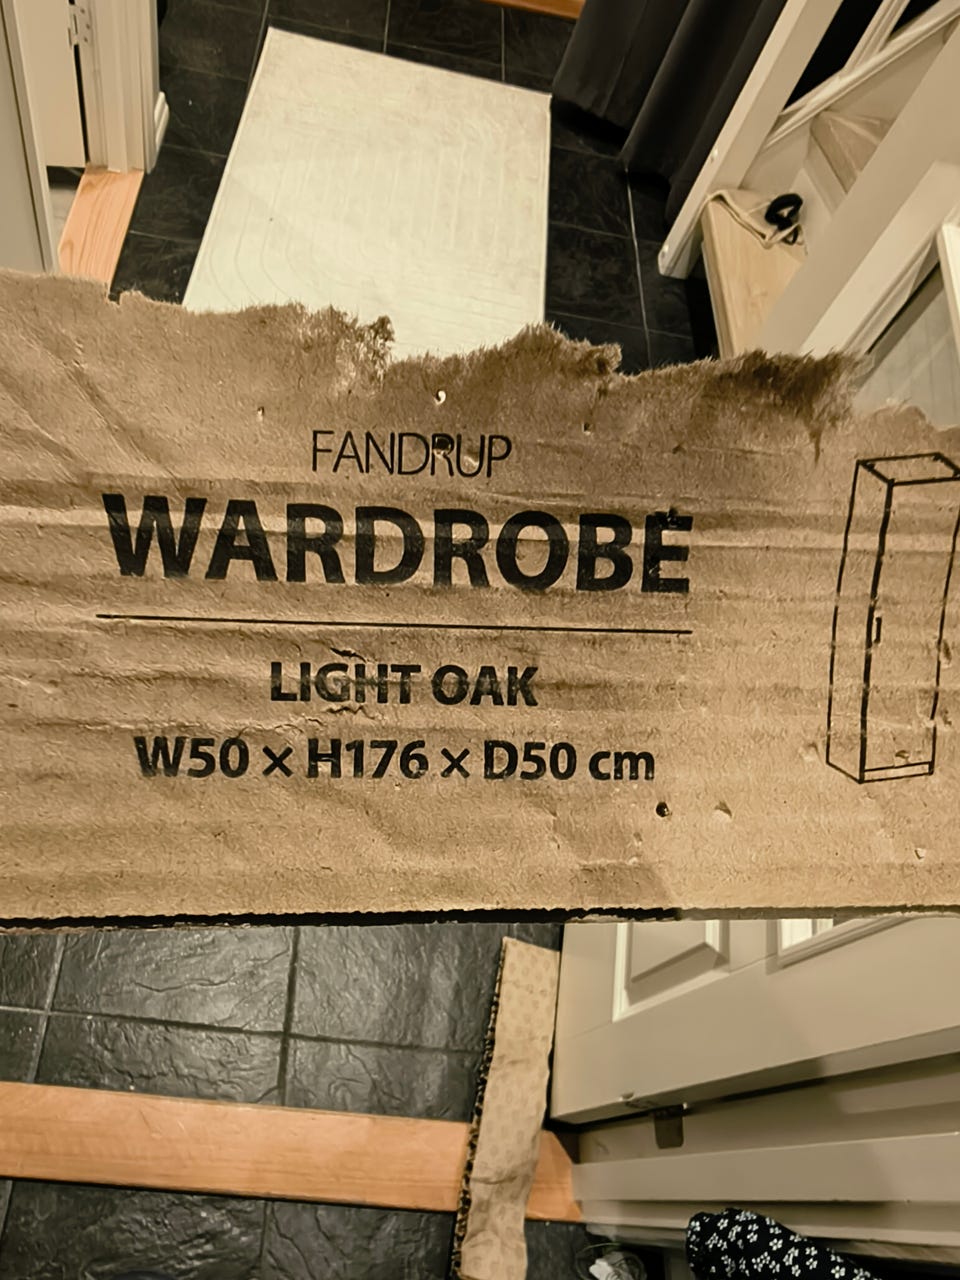 FANDRUP
WARDROBE
LIGHT OAK
W50 × H176 × D50 cm